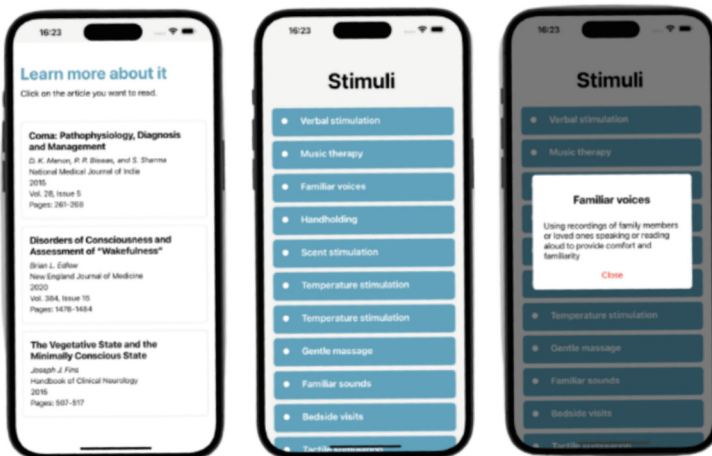 16:23
Learn more about it
Click on the article you want to read.
Coma: Pathophysiology, Diagnosis
and Management
D. K. Menon, P. P. Biswas, and S. Sharma
National Medical Journal of India
2015
Vol. 28, Issue 5
Pages: 261-268
Disorders of Consciousness and
Assessment of "Wakefulness"
Brian L. Edlow
New England Journal of Medicine
2020
Vol. 384, Issue 15
Pages: 1476-1484
The Vegetative State and the
Minimally Conscious State
Joseph J. Fins
Handbook of Clinical Neurology
2015
Pages: 507-517
16:23
Stimuli
Verbal stimulation
Music therapy
Familiar voices
Handholding
Scent stimulation
Temperature stimulation
Temperature stimulation
Gentle massage
Familiar sounds
Bedside visits
Tactile stimulation
16:23
Stimuli
Verbal stimulation
Music therapy
Familiar voices
Using recordings of family members
or loved ones speaking or reading
aloud to provide comfort and
familiarity
Close
Temperature stimulation
Gentle massage
Familiar sounds
Bedside visits
Tactile stimulation